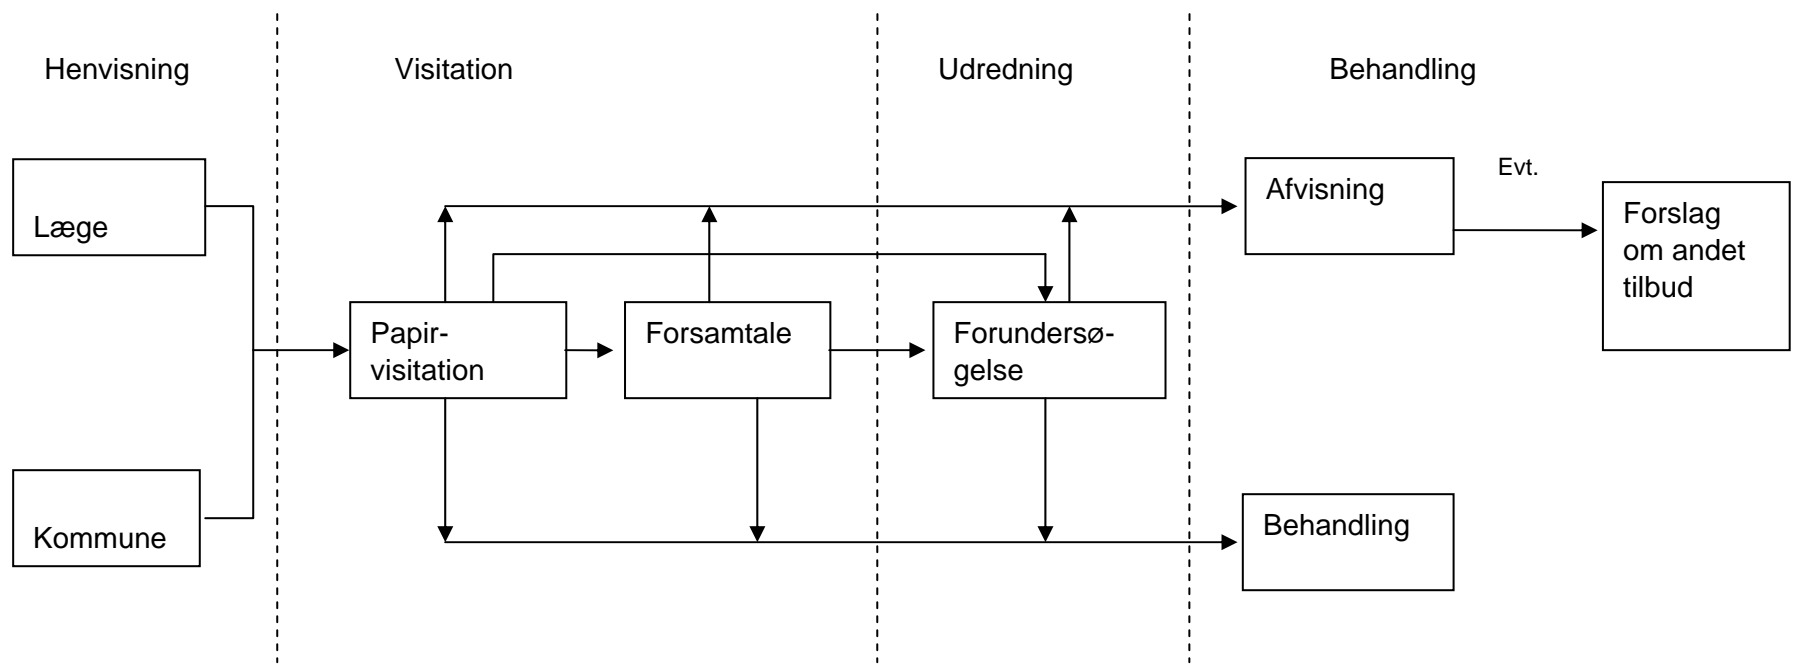 Henvisning
Visitation
Udredning
Behandling
Læge
Kommune
Papir-
visitation
Forsamtale
Forundersø-
gelse
Afvisning
Evt.
Forslag
om andet
tilbud
Behandling